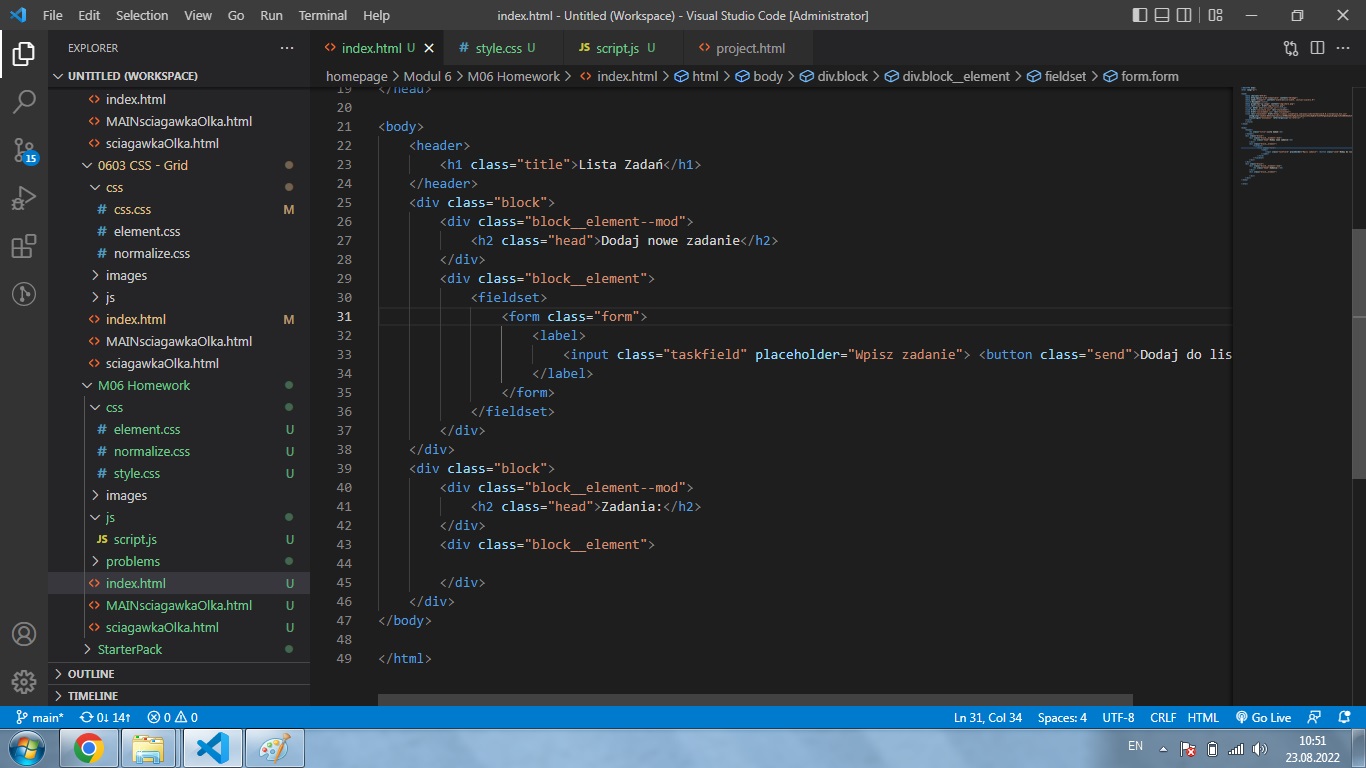 File Edit Selection View Go Run Terminal Help index.html - Untitled (Workspace) - Visual Studio Code [Administrator]
EXPLORER
UNTITLED (WORKSPACE)
index.html
MAINsciagawkaOlka.html
sciagawkaOlka.html
0603 CSS - Grid
css
# css.css M
# element.css
# normalize.css
images
js
index.html M
MAINsciagawkaOlka.html
sciagawkaOlka.html
M06 Homework
css
# element.css U
# normalize.css U
# style.css U
images
js
JS script.js U
problems
index.html U
MAINsciagawkaOlka.html U
sciagawkaOlka.html U
StarterPack
OUTLINE
TIMELINE
15
index.html U # style.css U JS script.js U project.html
homepage > Modul 6 > M06 Homework > index.html > html > body > div.block > div.block__element > fieldset > form.form
19 </head>
20
21 <body>
22 <header>
23 <h1 class="title">Lista Zadań</h1>
24 </header>
25 <div class="block">
26 <div class="block__element--mod">
27 <h2 class="head">Dodaj nowe zadanie</h2>
28 </div>
29 <div class="block__element">
30 <fieldset>
31 <form class="form">
32 <label>
33 <input class="taskfield" placeholder="Wpisz zadanie"> <button class="send">Dodaj do lis
34 </label>
35 </form>
36 </fieldset>
37 </div>
38 </div>
39 <div class="block">
40 <div class="block__element--mod">
41 <h2 class="head">Zadania:</h2>
42 </div>
43 <div class="block__element">
44
45 </div>
46 </div>
47 </body>
48
49 </html>
main* 0↓ 14↑ 0 0 Ln 31, Col 34 Spaces: 4 UTF-8 CRLF HTML Go Live
EN 10:51
23.08.2022